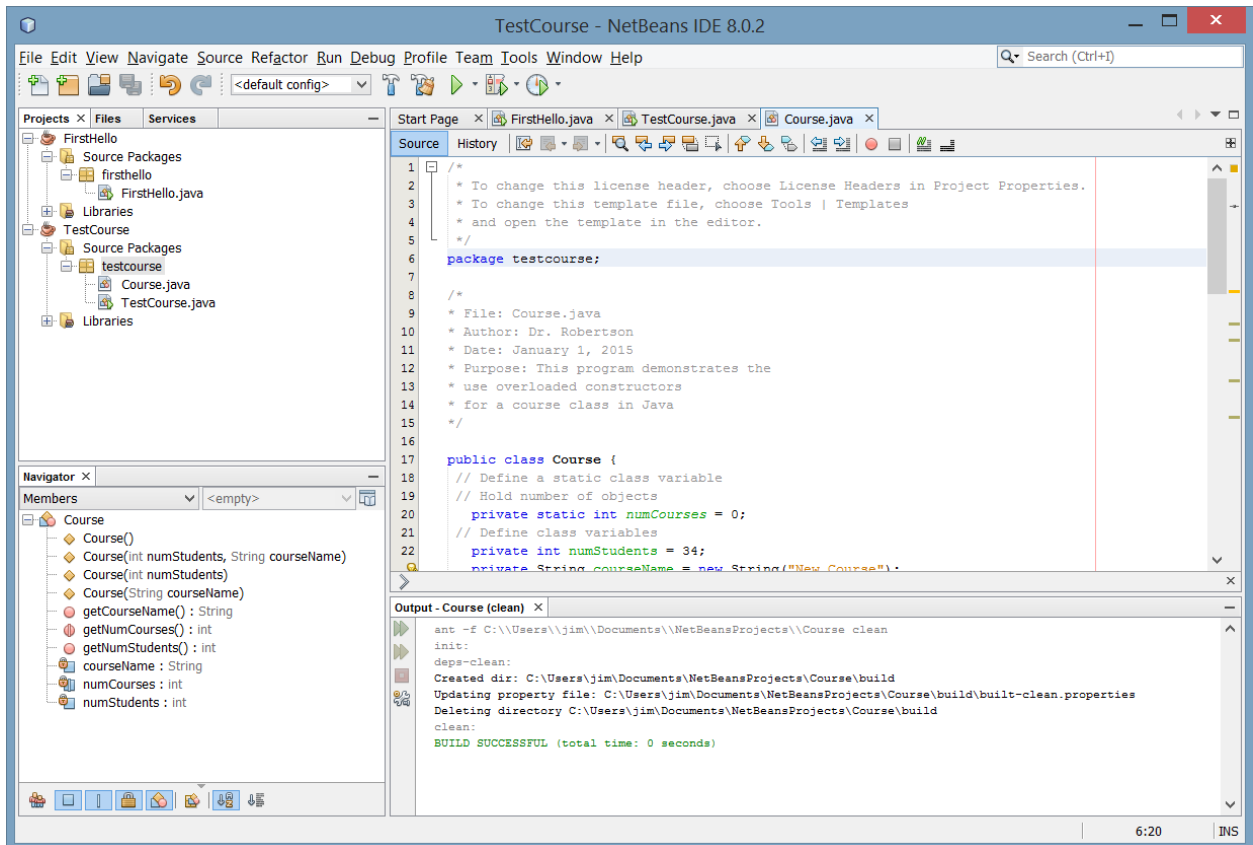 TestCourse - NetBeans IDE 8.0.2
File Edit View Navigate Source Refactor Run Debug Profile Team Tools Window Help
Search (Ctrl+I)
<default config>
Projects Files Services
FirstHello
Source Packages
firsthello
FirstHello.java
Libraries
TestCourse
Source Packages
testcourse
Course.java
TestCourse.java
Libraries
Navigator
Members <empty>
Course
Course()
Course(int numStudents, String courseName)
Course(int numStudents)
Course(String courseName)
getCourseName() : String
getNumCourses() : int
getNumStudents() : int
courseName : String
numCourses : int
numStudents : int
Start Page FirstHello.java TestCourse.java Course.java
Source History
1 /*
2 * To change this license header, choose License Headers in Project Properties.
3 * To change this template file, choose Tools | Templates
4 * and open the template in the editor.
5 */
6 package testcourse;
7
8 /*
9 * File: Course.java
10 * Author: Dr. Robertson
11 * Date: January 1, 2015
12 * Purpose: This program demonstrates the
13 * use overloaded constructors
14 * for a course class in Java
15 */
16
17 public class Course {
18 // Define a static class variable
19 // Hold number of objects
20 private static int numCourses = 0;
21 // Define class variables
22 private int numStudents = 34;
private String courseName = new String("New Course");
Output - Course (clean)
ant -f C:\\Users\\jim\\Documents\\NetBeansProjects\\Course clean
init:
deps-clean:
Created dir: C:\Users\jim\Documents\NetBeansProjects\Course\build
Updating property file: C:\Users\jim\Documents\NetBeansProjects\Course\build\built-clean.properties
Deleting directory C:\Users\jim\Documents\NetBeansProjects\Course\build
clean:
BUILD SUCCESSFUL (total time: 0 seconds)
6:20 INS